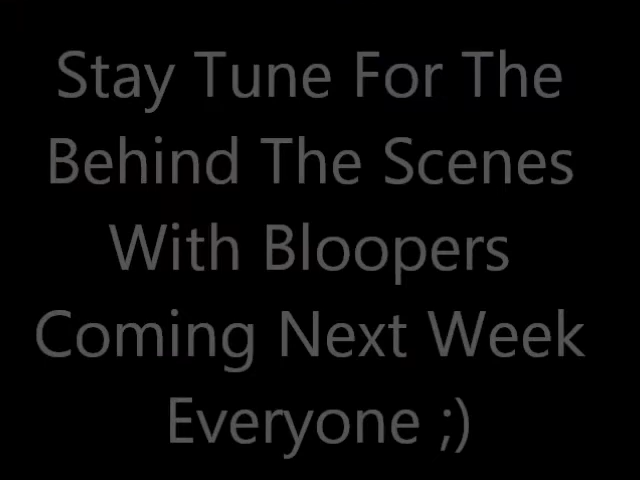 Stay Tune For The
Behind The Scenes
With Bloopers
Coming Next Week
Everyone ;)